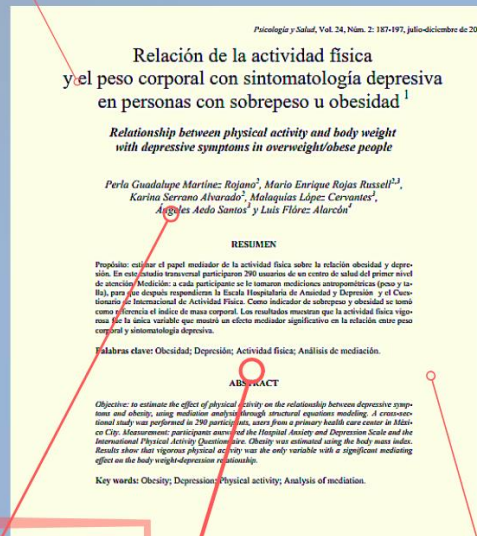 Psicología y Salud, Vol. 24, Núm. 2: 187-197, julio-diciembre de 20
Relación de la actividad física
y el peso corporal con sintomatología depresiva
en personas con sobrepeso u obesidad 1
Relationship between physical activity and body weight
with depressive symptoms in overweight/obese people
Perla Guadalupe Martínez Rojano2, Mario Enrique Rojas Russell2,3,
Karina Serrano Alvarado2, Malaquías López Cervantes3,
Ángeles Aedo Santos3 y Luis Flórez Alarcón4
RESUMEN
Propósito: estimar el papel mediador de la actividad física sobre la relación obesidad y depre-
sión. En este estudio transversal participaron 290 usuarios de un centro de salud del primer nivel
de atención. Medición: a cada participante se le tomaron mediciones antropométricas (peso y ta-
lla), para que después respondieran la Escala Hospitalaria de Ansiedad y Depresión y el Cues-
tionario de Internacional de Actividad Física. Como indicador de sobrepeso y obesidad se tomó
como referencia el índice de masa corporal. Los resultados muestran que la actividad física vigo-
rosa fue la única variable que mostró un efecto mediador significativo en la relación entre peso
corporal y sintomatología depresiva.
Palabras clave: Obesidad; Depresión; Actividad física; Análisis de mediación.
ABSTRACT
Objective: to estimate the effect of physical activity on the relationship between depressive symp-
toms and obesity, using mediation analysis through structural equations modeling. A cross-sec-
tional study was performed in 290 participants, users from a primary health care center in Méxi-
co City. Measurement: participants answered the Hospital Anxiety and Depression Scale and the
International Physical Activity Questionnaire. Obesity was estimated using the body mass index.
Results show that vigorous physical activity was the only variable with a significant mediating
effect on the body weight-depression relationship.
Key words: Obesity; Depression; Physical activity; Analysis of mediation.